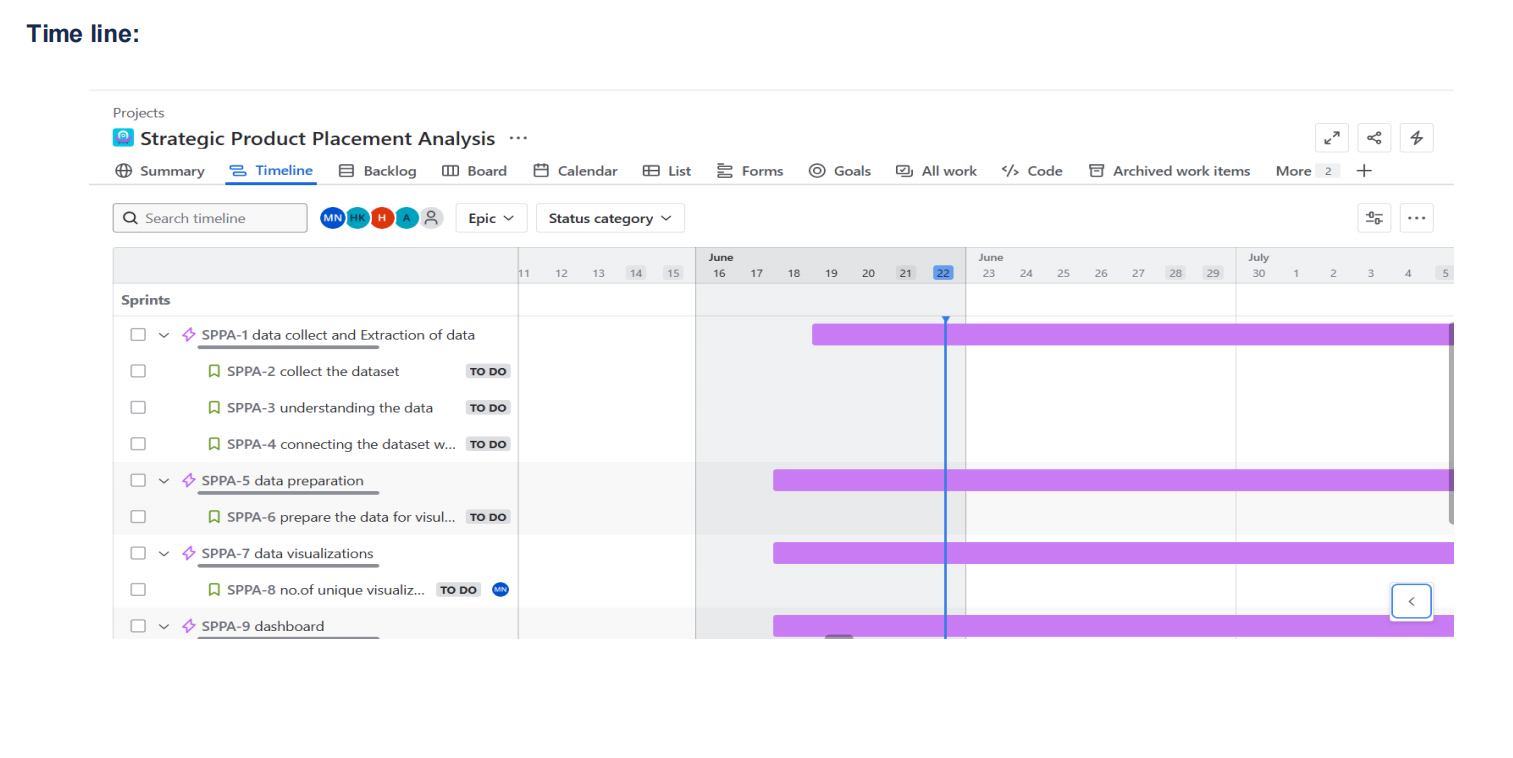 Time line:
Projects
Strategic Product Placement Analysis
Summary Timeline Backlog Board Calendar List Forms Goals All work Code Archived work items More 2
Search timeline MN HK H A Epic Status category
June June July
11 12 13 14 15 16 17 18 19 20 21 22 23 24 25 26 27 28 29 30 1 2 3 4 5
Sprints
SPPA-1 data collect and Extraction of data
SPPA-2 collect the dataset TO DO
SPPA-3 understanding the data TO DO
SPPA-4 connecting the dataset w... TO DO
SPPA-5 data preparation
SPPA-6 prepare the data for visul... TO DO
SPPA-7 data visualizations
SPPA-8 no.of unique visualiz... TO DO MN
SPPA-9 dashboard